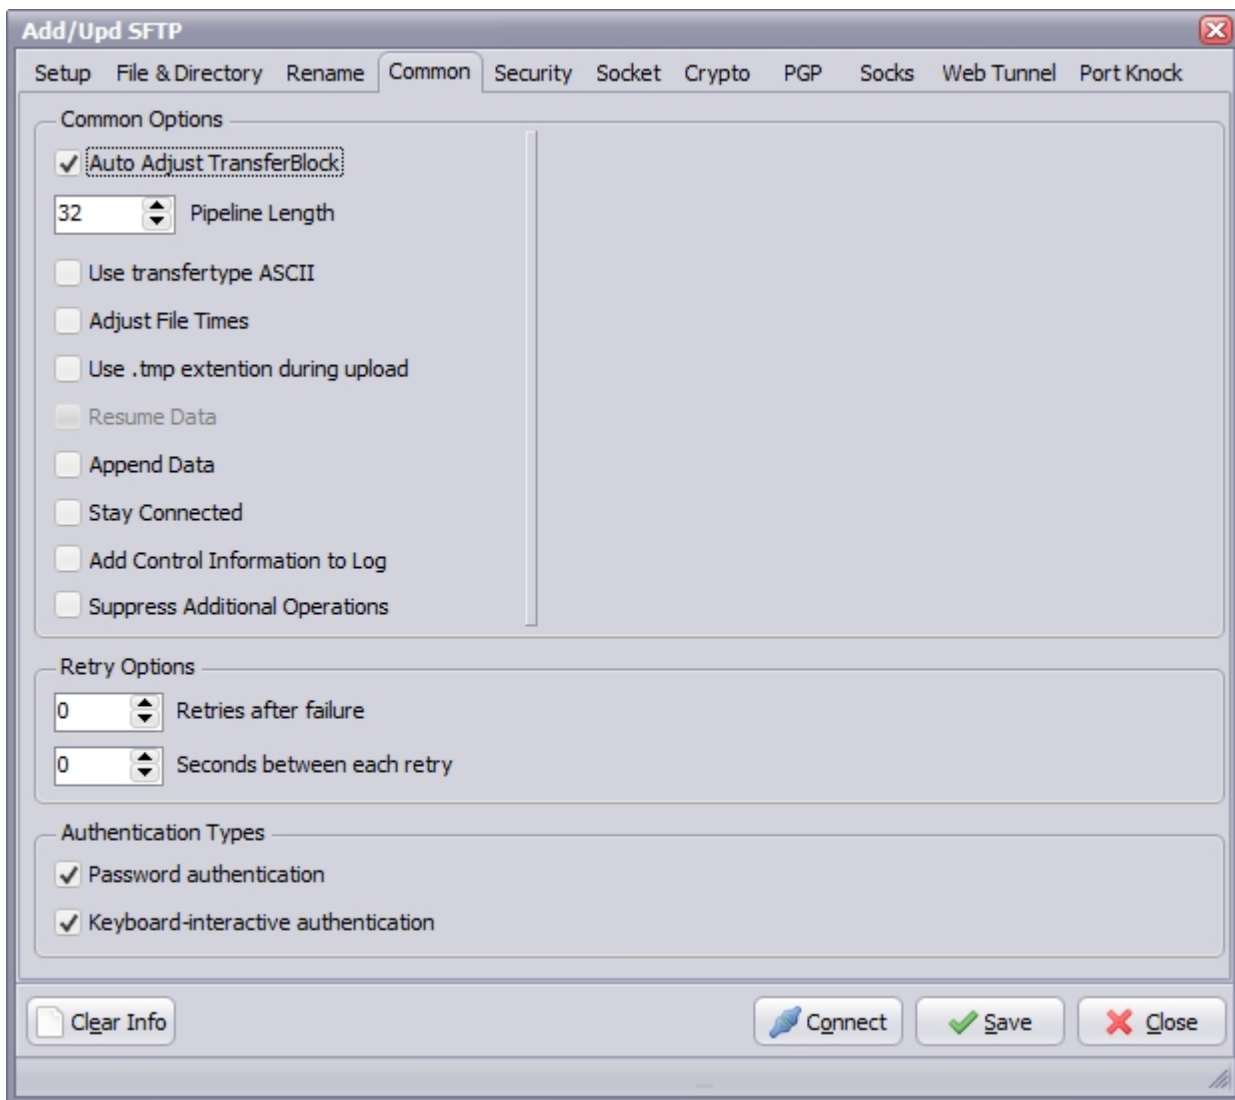 Add/Upd SFTP
Setup File & Directory Rename Common Security Socket Crypto PGP Socks Web Tunnel Port Knock
Common Options
Auto Adjust TransferBlock
32 Pipeline Length
Use transfertype ASCII
Adjust File Times
Use .tmp extention during upload
Resume Data
Append Data
Stay Connected
Add Control Information to Log
Suppress Additional Operations
Retry Options
0 Retries after failure
0 Seconds between each retry
Authentication Types
Password authentication
Keyboard-interactive authentication
Clear Info Connect Save Close